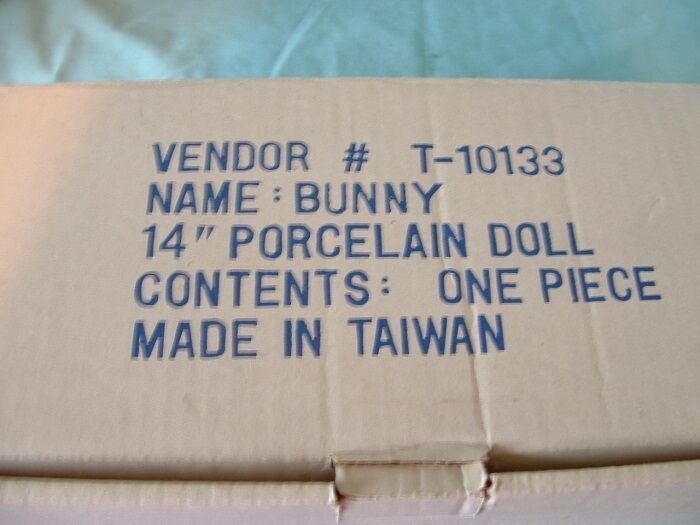 VENDOR # T-10133
NAME: BUNNY
14" PORCELAIN DOLL
CONTENTS: ONE PIECE
MADE IN TAIWAN